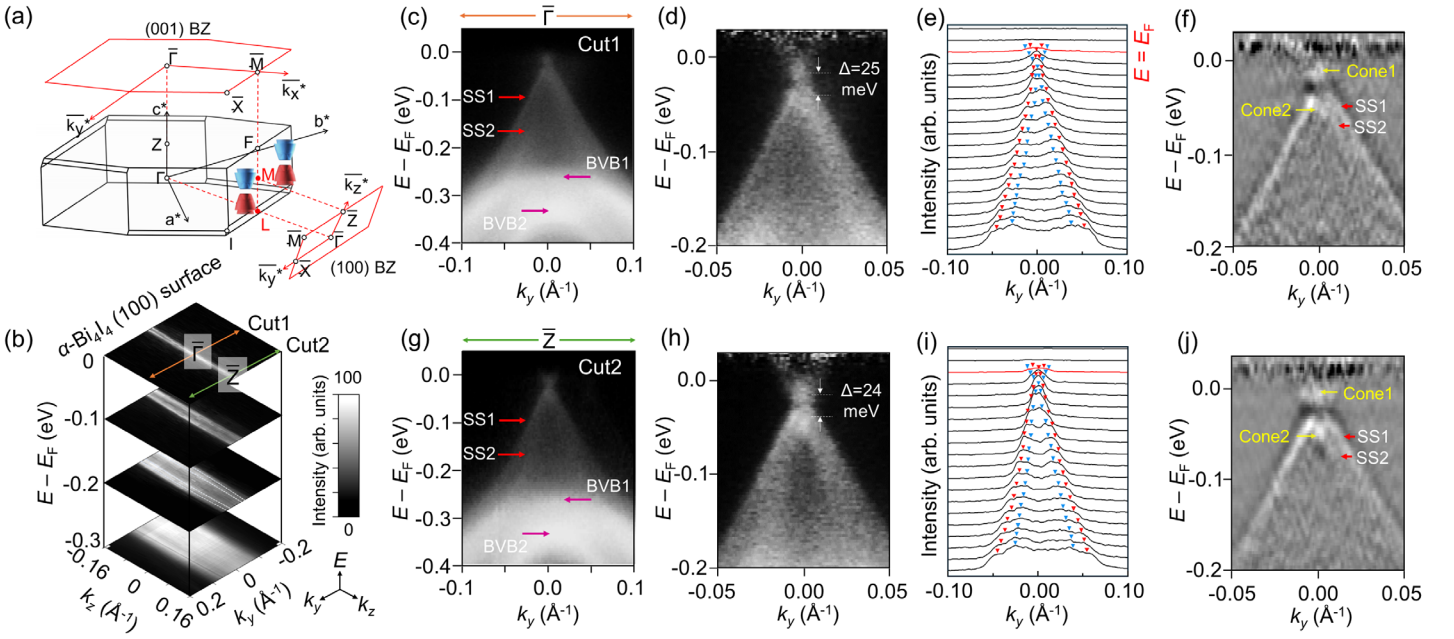 (a)
(001) BZ
Γ̅
M̅
X̅
k̅x*
k̅y*
c*
b*
Z
F
Γ
M
a*
L
I
k̅z*
Z̅
M̅
Γ̅
X̅
k̅y*
(100) BZ
(b)
α-Bi4I4 (100) surface
Cut1
Cut2
Γ̅
Z̅
0
-0.1
-0.2
-0.3
E − EF (eV)
-0.16
0
0.16
kz (Å-1)
0.2
0
-0.2
ky (Å-1)
100
Intensity (arb. units)
0
E
ky
kz
(c)
Γ̅
Cut1
SS1
SS2
BVB1
BVB2
0.0
-0.1
-0.2
-0.3
-0.4
E − EF (eV)
-0.1
0.0
0.1
ky (Å-1)
(d)
Δ=25
meV
0.0
-0.1
-0.2
E − EF (eV)
-0.05
0.00
0.05
ky (Å-1)
(e)
E = EF
Intensity (arb. units)
-0.10
0.00
0.10
ky (Å-1)
(f)
Cone1
Cone2
SS1
SS2
0.0
-0.1
-0.2
E − EF (eV)
-0.05
0.00
0.05
ky (Å-1)
(g)
Z̅
Cut2
SS1
SS2
BVB1
BVB2
0.0
-0.1
-0.2
-0.3
-0.4
E − EF (eV)
-0.1
0.0
0.1
ky (Å-1)
(h)
Δ=24
meV
0.0
-0.1
-0.2
E − EF (eV)
-0.05
0.00
0.05
ky (Å-1)
(i)
Intensity (arb. units)
-0.10
0.00
0.10
ky (Å-1)
(j)
Cone1
Cone2
SS1
SS2
0.0
-0.1
-0.2
E − EF (eV)
-0.05
0.00
0.05
ky (Å-1)